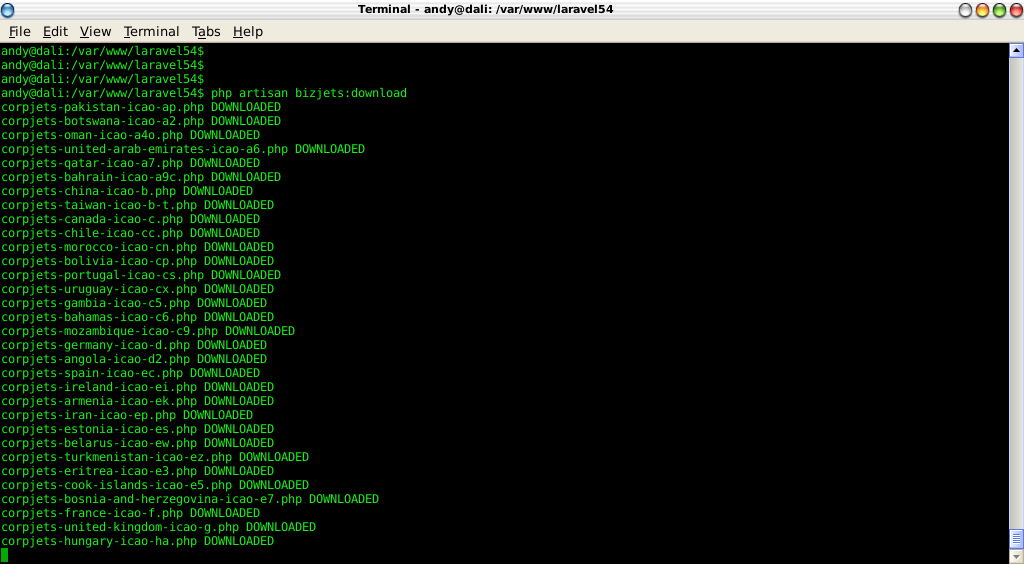 Terminal - andy@dali: /var/www/laravel54
File Edit View Terminal Tabs Help
andy@dali:/var/www/laravel54$
andy@dali:/var/www/laravel54$
andy@dali:/var/www/laravel54$
andy@dali:/var/www/laravel54$ php artisan bizjets:download
corpjets-pakistan-icao-ap.php DOWNLOADED
corpjets-botswana-icao-a2.php DOWNLOADED
corpjets-oman-icao-a4o.php DOWNLOADED
corpjets-united-arab-emirates-icao-a6.php DOWNLOADED
corpjets-qatar-icao-a7.php DOWNLOADED
corpjets-bahrain-icao-a9c.php DOWNLOADED
corpjets-china-icao-b.php DOWNLOADED
corpjets-taiwan-icao-b-t.php DOWNLOADED
corpjets-canada-icao-c.php DOWNLOADED
corpjets-chile-icao-cc.php DOWNLOADED
corpjets-morocco-icao-cn.php DOWNLOADED
corpjets-bolivia-icao-cp.php DOWNLOADED
corpjets-portugal-icao-cs.php DOWNLOADED
corpjets-uruguay-icao-cx.php DOWNLOADED
corpjets-gambia-icao-c5.php DOWNLOADED
corpjets-bahamas-icao-c6.php DOWNLOADED
corpjets-mozambique-icao-c9.php DOWNLOADED
corpjets-germany-icao-d.php DOWNLOADED
corpjets-angola-icao-d2.php DOWNLOADED
corpjets-spain-icao-ec.php DOWNLOADED
corpjets-ireland-icao-ei.php DOWNLOADED
corpjets-armenia-icao-ek.php DOWNLOADED
corpjets-iran-icao-ep.php DOWNLOADED
corpjets-estonia-icao-es.php DOWNLOADED
corpjets-belarus-icao-ew.php DOWNLOADED
corpjets-turkmenistan-icao-ez.php DOWNLOADED
corpjets-eritrea-icao-e3.php DOWNLOADED
corpjets-cook-islands-icao-e5.php DOWNLOADED
corpjets-bosnia-and-herzegovina-icao-e7.php DOWNLOADED
corpjets-france-icao-f.php DOWNLOADED
corpjets-united-kingdom-icao-g.php DOWNLOADED
corpjets-hungary-icao-ha.php DOWNLOADED